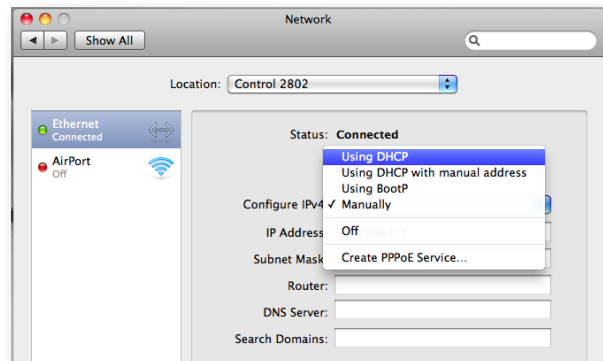 Network
Show All
Location: Control 2802
Ethernet
Connected
AirPort
Off
Status: Connected
Using DHCP
Using DHCP with manual address
Using BootP
Configure IPv4 ✓ Manually
IP Address
Off
Subnet Mask
Create PPPoE Service...
Router:
DNS Server:
Search Domains: